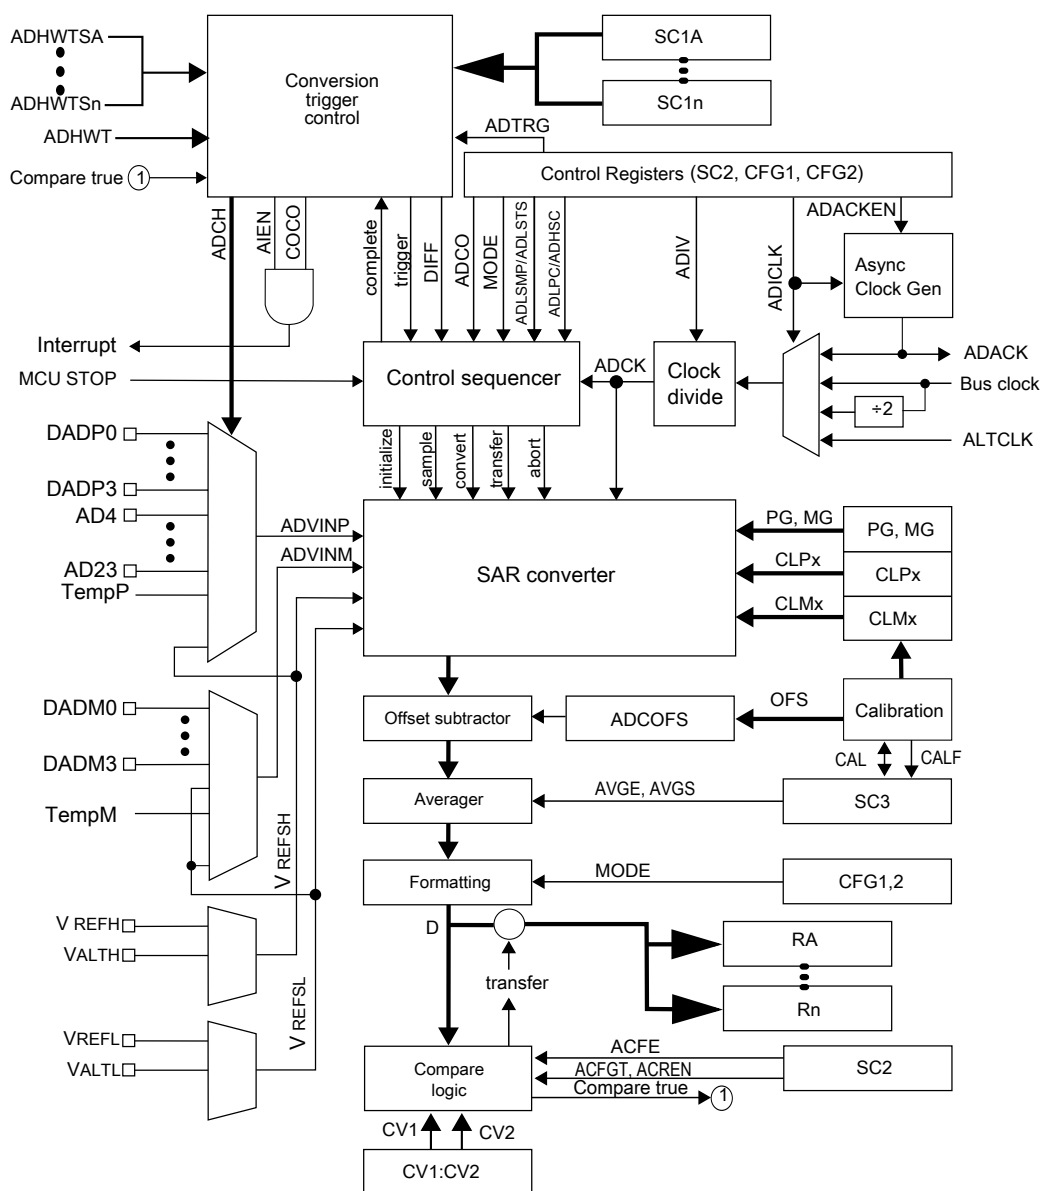 ADHWTSA
ADHWTSn
ADHWT
Compare true 1
Conversion
trigger
control
SC1A
SC1n
ADTRG
Control Registers (SC2, CFG1, CFG2)
ADCH
AIEN
COCO
complete
trigger
DIFF
ADCO
MODE
ADLSMP/ADLSTS
ADLPC/ADHSC
ADIV
ADICLK
ADACKEN
Async
Clock Gen
Interrupt
MCU STOP
Control sequencer
ADCK
Clock
divide
ADACK
Bus clock
÷2
ALTCLK
initialize
sample
convert
transfer
abort
DADP0
DADP3
AD4
AD23
TempP
ADVINP
ADVINM
SAR converter
PG, MG
PG, MG
CLPx
CLPx
CLMx
CLMx
DADM0
DADM3
TempM
Offset subtractor
ADCOFS
OFS
Calibration
CAL
CALF
Averager
AVGE, AVGS
SC3
Formatting
MODE
CFG1,2
V REFSH
V REFH
VALTH
V REFSL
VREFL
VALTL
D
transfer
RA
Rn
Compare
logic
ACFE
ACFGT, ACREN
Compare true
1
SC2
CV1
CV2
CV1:CV2